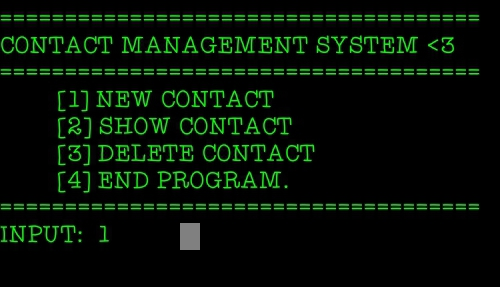 =====================================
CONTACT MANAGEMENT SYSTEM <3
=====================================
[1] NEW CONTACT
[2] SHOW CONTACT
[3] DELETE CONTACT
[4] END PROGRAM.
=====================================
INPUT: 1